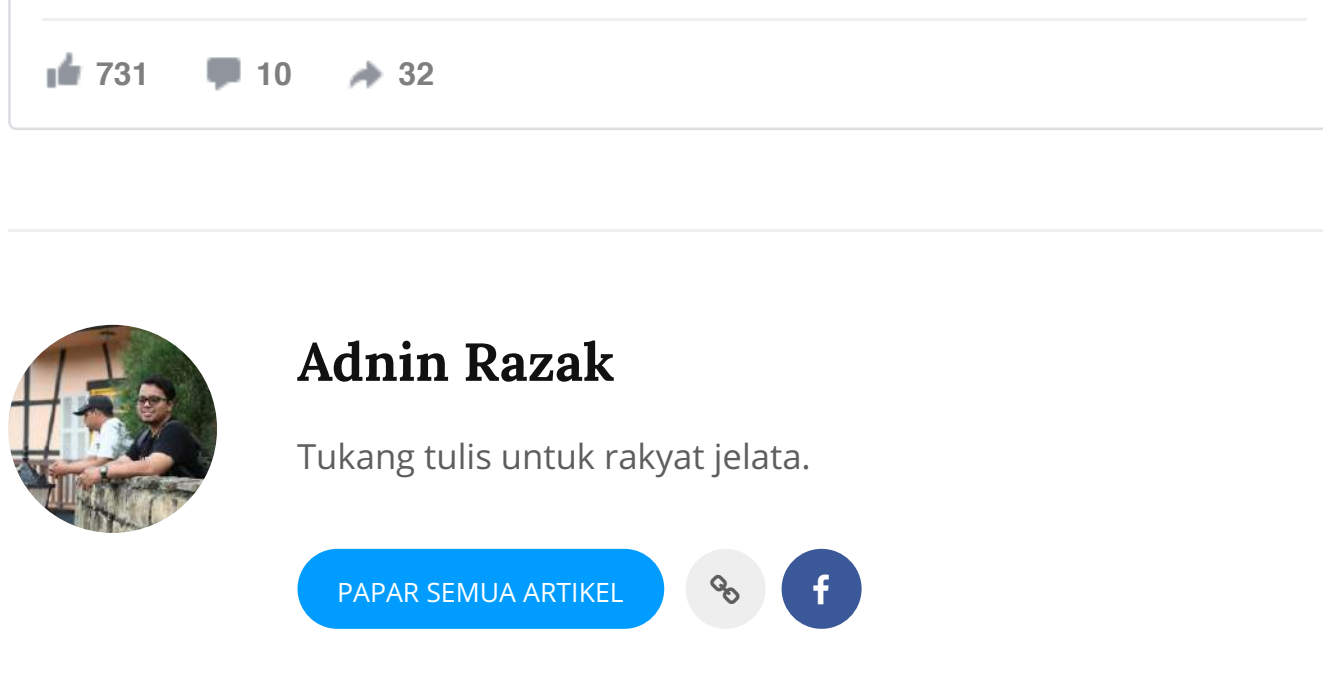 731 10 32
Adnin Razak
Tukang tulis untuk rakyat jelata.
PAPAR SEMUA ARTIKEL